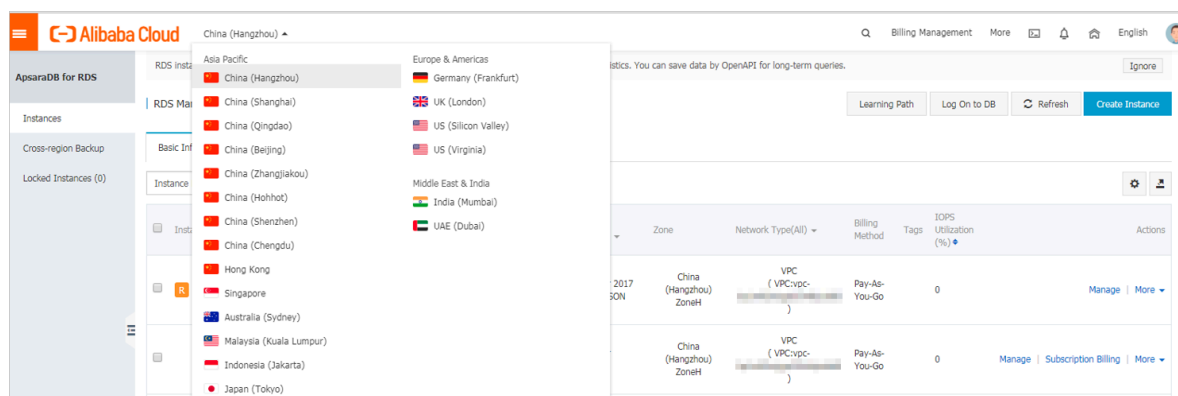 Alibaba Cloud
China (Hangzhou)
Billing Management
More
English
ApsaraDB for RDS
Instances
Cross-region Backup
Locked Instances (0)
RDS insta
istics. You can save data by OpenAPI for long-term queries.
Ignore
RDS Mar
Learning Path
Log On to DB
Refresh
Create Instance
Basic Inf
Instance
Asia Pacific
China (Hangzhou)
China (Shanghai)
China (Qingdao)
China (Beijing)
China (Zhangjiakou)
China (Hohhot)
China (Shenzhen)
China (Chengdu)
Hong Kong
Singapore
Australia (Sydney)
Malaysia (Kuala Lumpur)
Indonesia (Jakarta)
Japan (Tokyo)
Europe & Americas
Germany (Frankfurt)
UK (London)
US (Silicon Valley)
US (Virginia)
Middle East & India
India (Mumbai)
UAE (Dubai)
Insta
Zone
Network Type(All)
Billing
Method
Tags
IOPS
Utilization
(%)
Actions
R
2017
SON
China
(Hangzhou)
ZoneH
VPC
( VPC:vpc-
)
Pay-As-
You-Go
0
Manage | More
China
(Hangzhou)
ZoneH
VPC
( VPC:vpc-
)
Pay-As-
You-Go
0
Manage | Subscription Billing | More